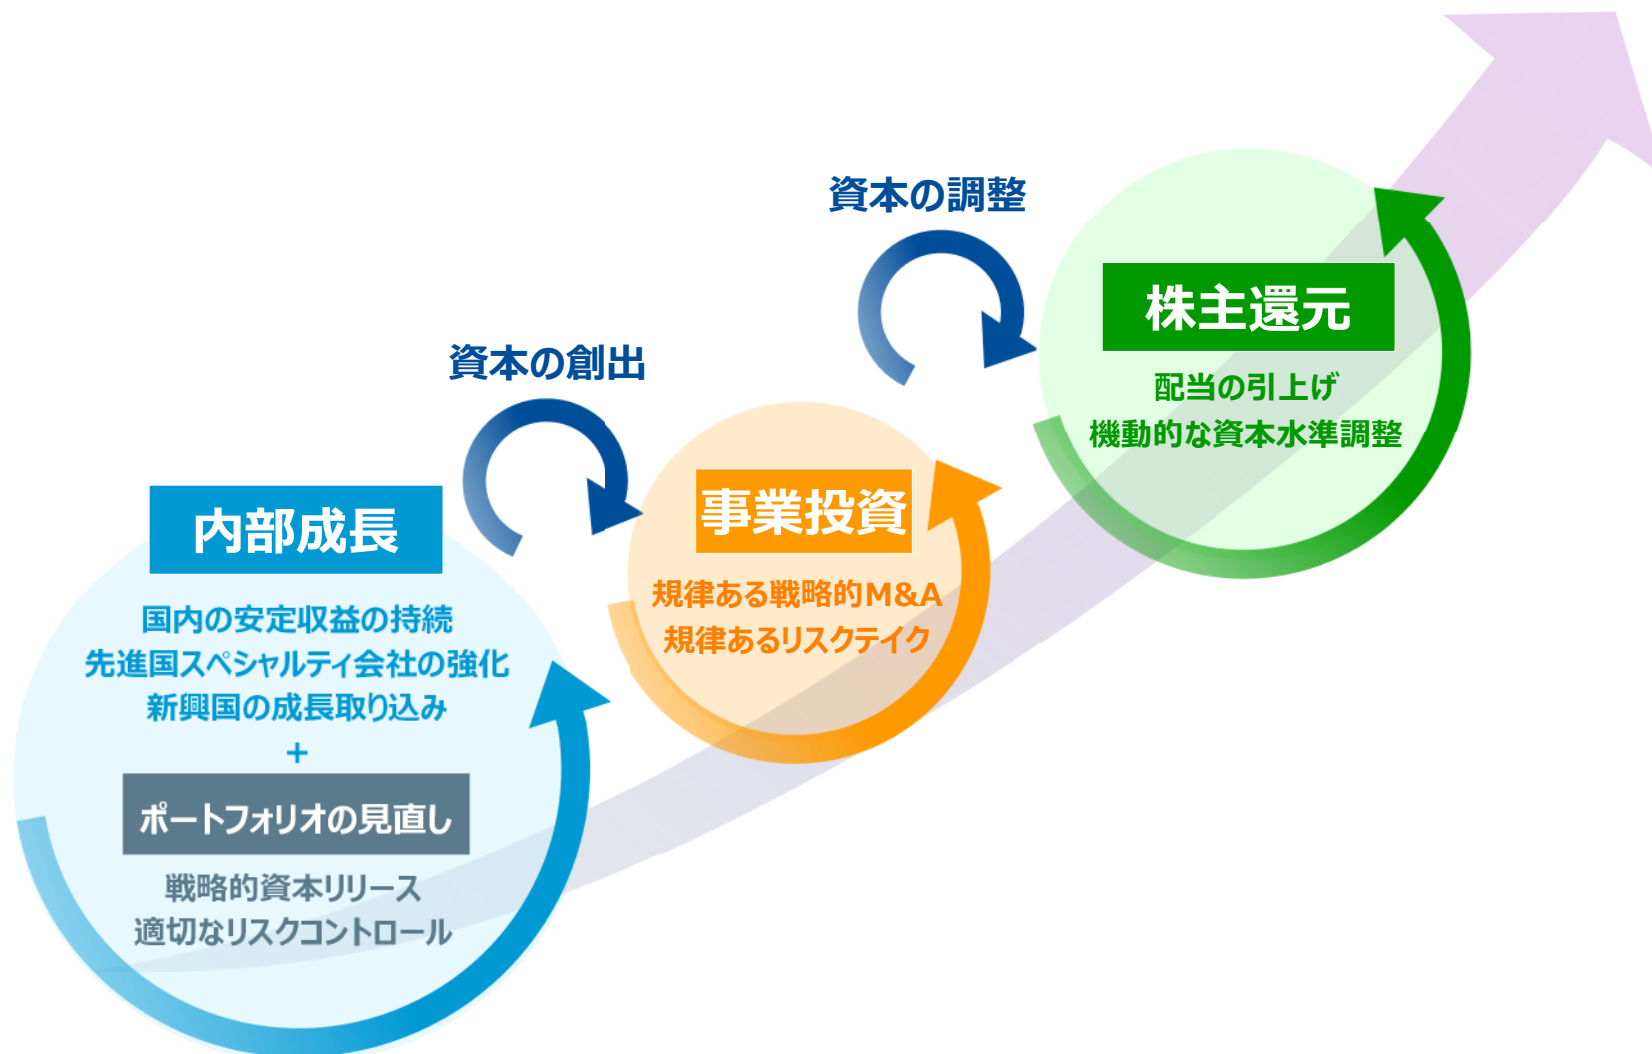 資本の調整
株主還元
配当の引上げ
機動的な資本水準調整
資本の創出
事業投資
規律ある戦略的M&A
規律あるリスクテイク
内部成長
国内の安定収益の持続
先進国スペシャルティ会社の強化
新興国の成長取り込み
+
ポートフォリオの見直し
戦略的資本リリース
適切なリスクコントロール